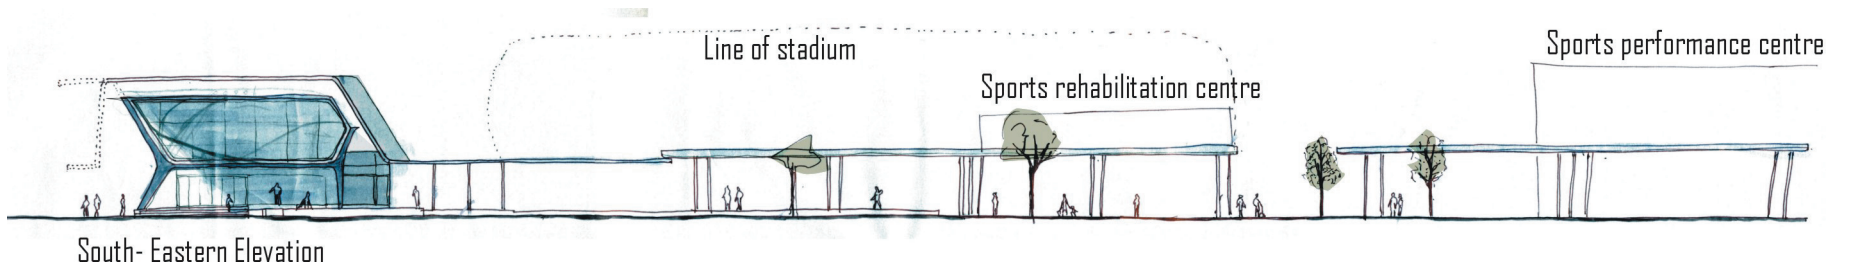 Line of stadium
Sports rehabilitation centre
Sports performance centre
South- Eastern Elevation